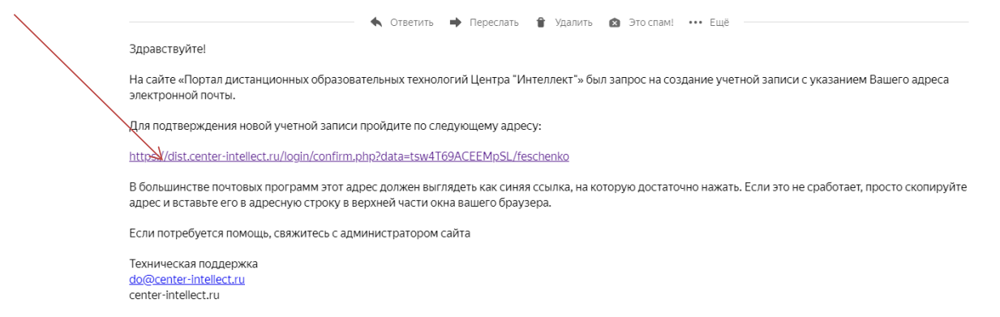 Ответить Переслать Удалить Это спам! Ещё
Здравствуйте!
На сайте «Портал дистанционных образовательных технологий Центра "Интеллект"» был запрос на создание учетной записи с указанием Вашего адреса
электронной почты.
Для подтверждения новой учетной записи пройдите по следующему адресу:
https://dist.center-intellect.ru/login/confirm.php?data=tsw4T69ACEEMpSL/feschenko
В большинстве почтовых программ этот адрес должен выглядеть как синяя ссылка, на которую достаточно нажать. Если это не сработает, просто скопируйте
адрес и вставьте его в адресную строку в верхней части окна вашего браузера.
Если потребуется помощь, свяжитесь с администратором сайта
Техническая поддержка
do@center-intellect.ru
center-intellect.ru